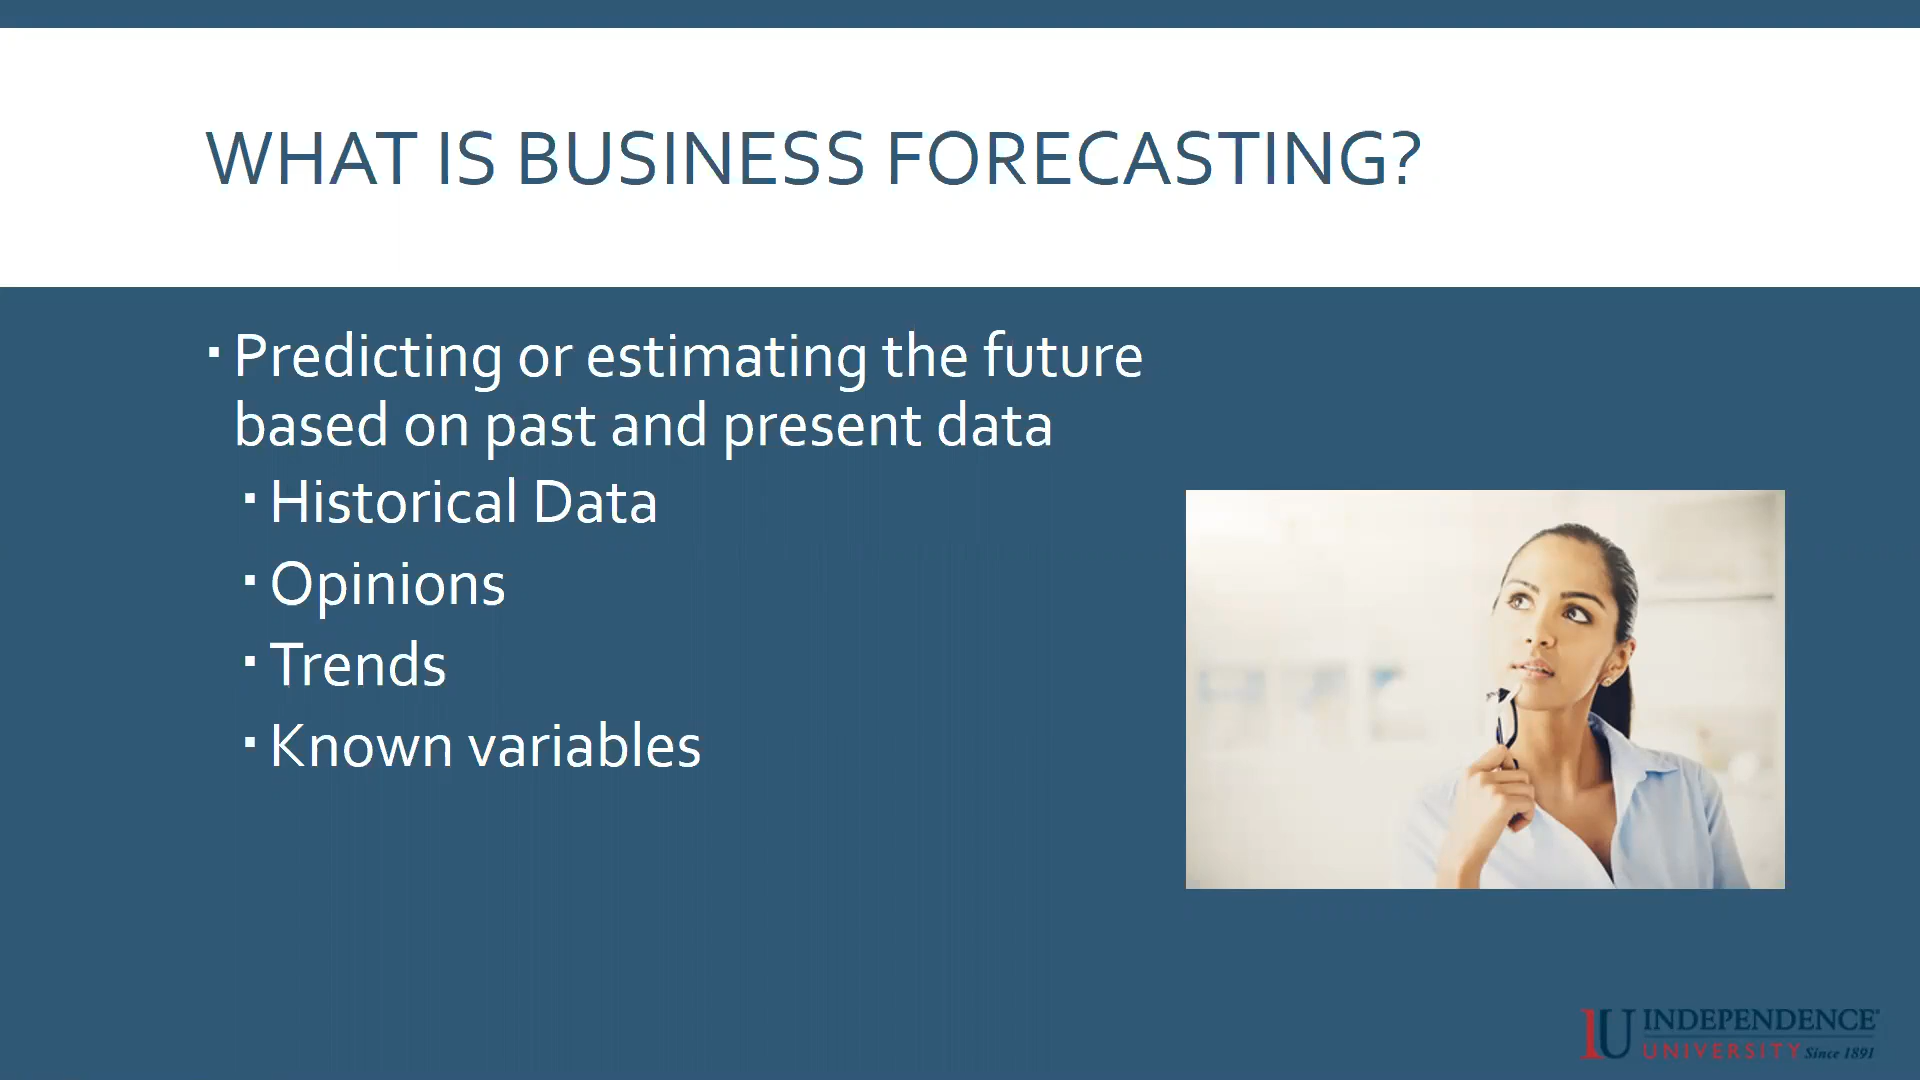 WHAT IS BUSINESS FORECASTING?
▪ Predicting or estimating the future
based on past and present data
▪ Historical Data
▪ Opinions
▪ Trends
▪ Known variables
IU INDEPENDENCE®
UNIVERSITY Since 1891